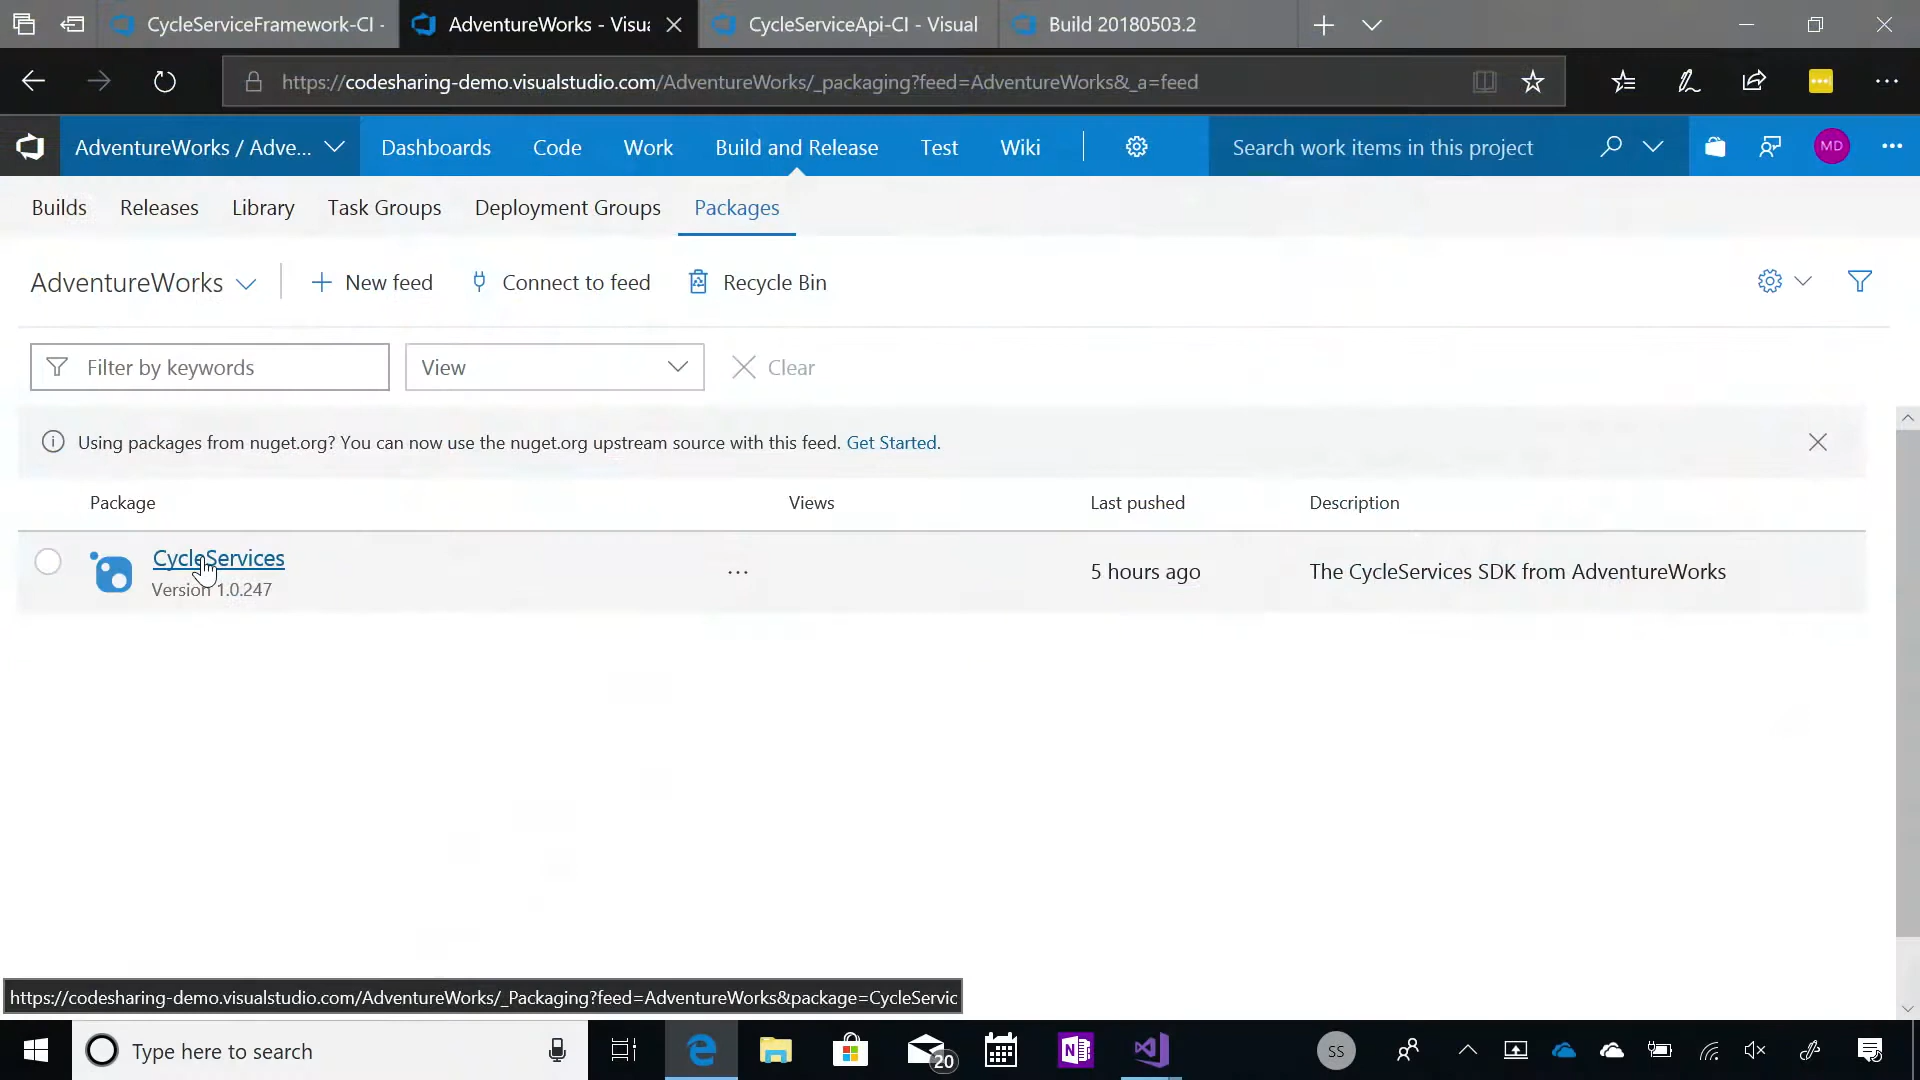 CycleServiceFramework-CI -
AdventureWorks - Visu
CycleServiceApi-CI - Visual
Build 20180503.2
https://codesharing-demo.visualstudio.com/AdventureWorks/_packaging?feed=AdventureWorks&_a=feed
AdventureWorks / Adve...
Dashboards
Code
Work
Build and Release
Test
Wiki
Search work items in this project
MD
Builds
Releases
Library
Task Groups
Deployment Groups
Packages
AdventureWorks
New feed
Connect to feed
Recycle Bin
Filter by keywords
View
Clear
Using packages from nuget.org? You can now use the nuget.org upstream source with this feed. Get Started.
Package
Views
Last pushed
Description
CycleServices
Version 1.0.247
5 hours ago
The CycleServices SDK from AdventureWorks
https://codesharing-demo.visualstudio.com/AdventureWorks/_Packaging?feed=AdventureWorks&package=CycleServic
Type here to search
20
SS